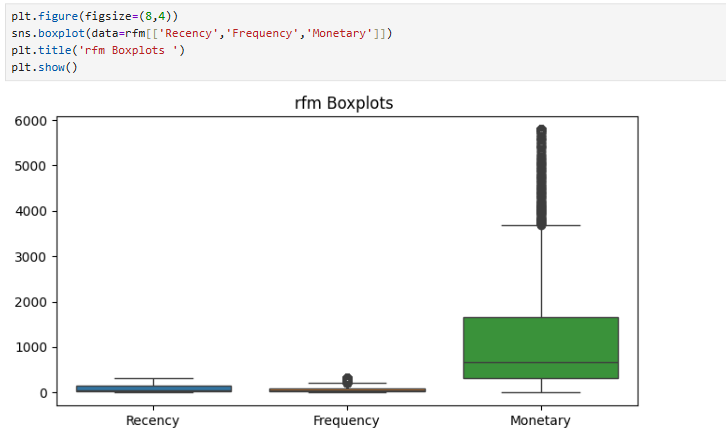 plt.figure(figsize=(8,4))
sns.boxplot(data=rfm[['Recency','Frequency','Monetary']])
plt.title('rfm Boxplots ')
plt.show()
rfm Boxplots
6000
5000
4000
3000
2000
1000
0
Recency Frequency Monetary